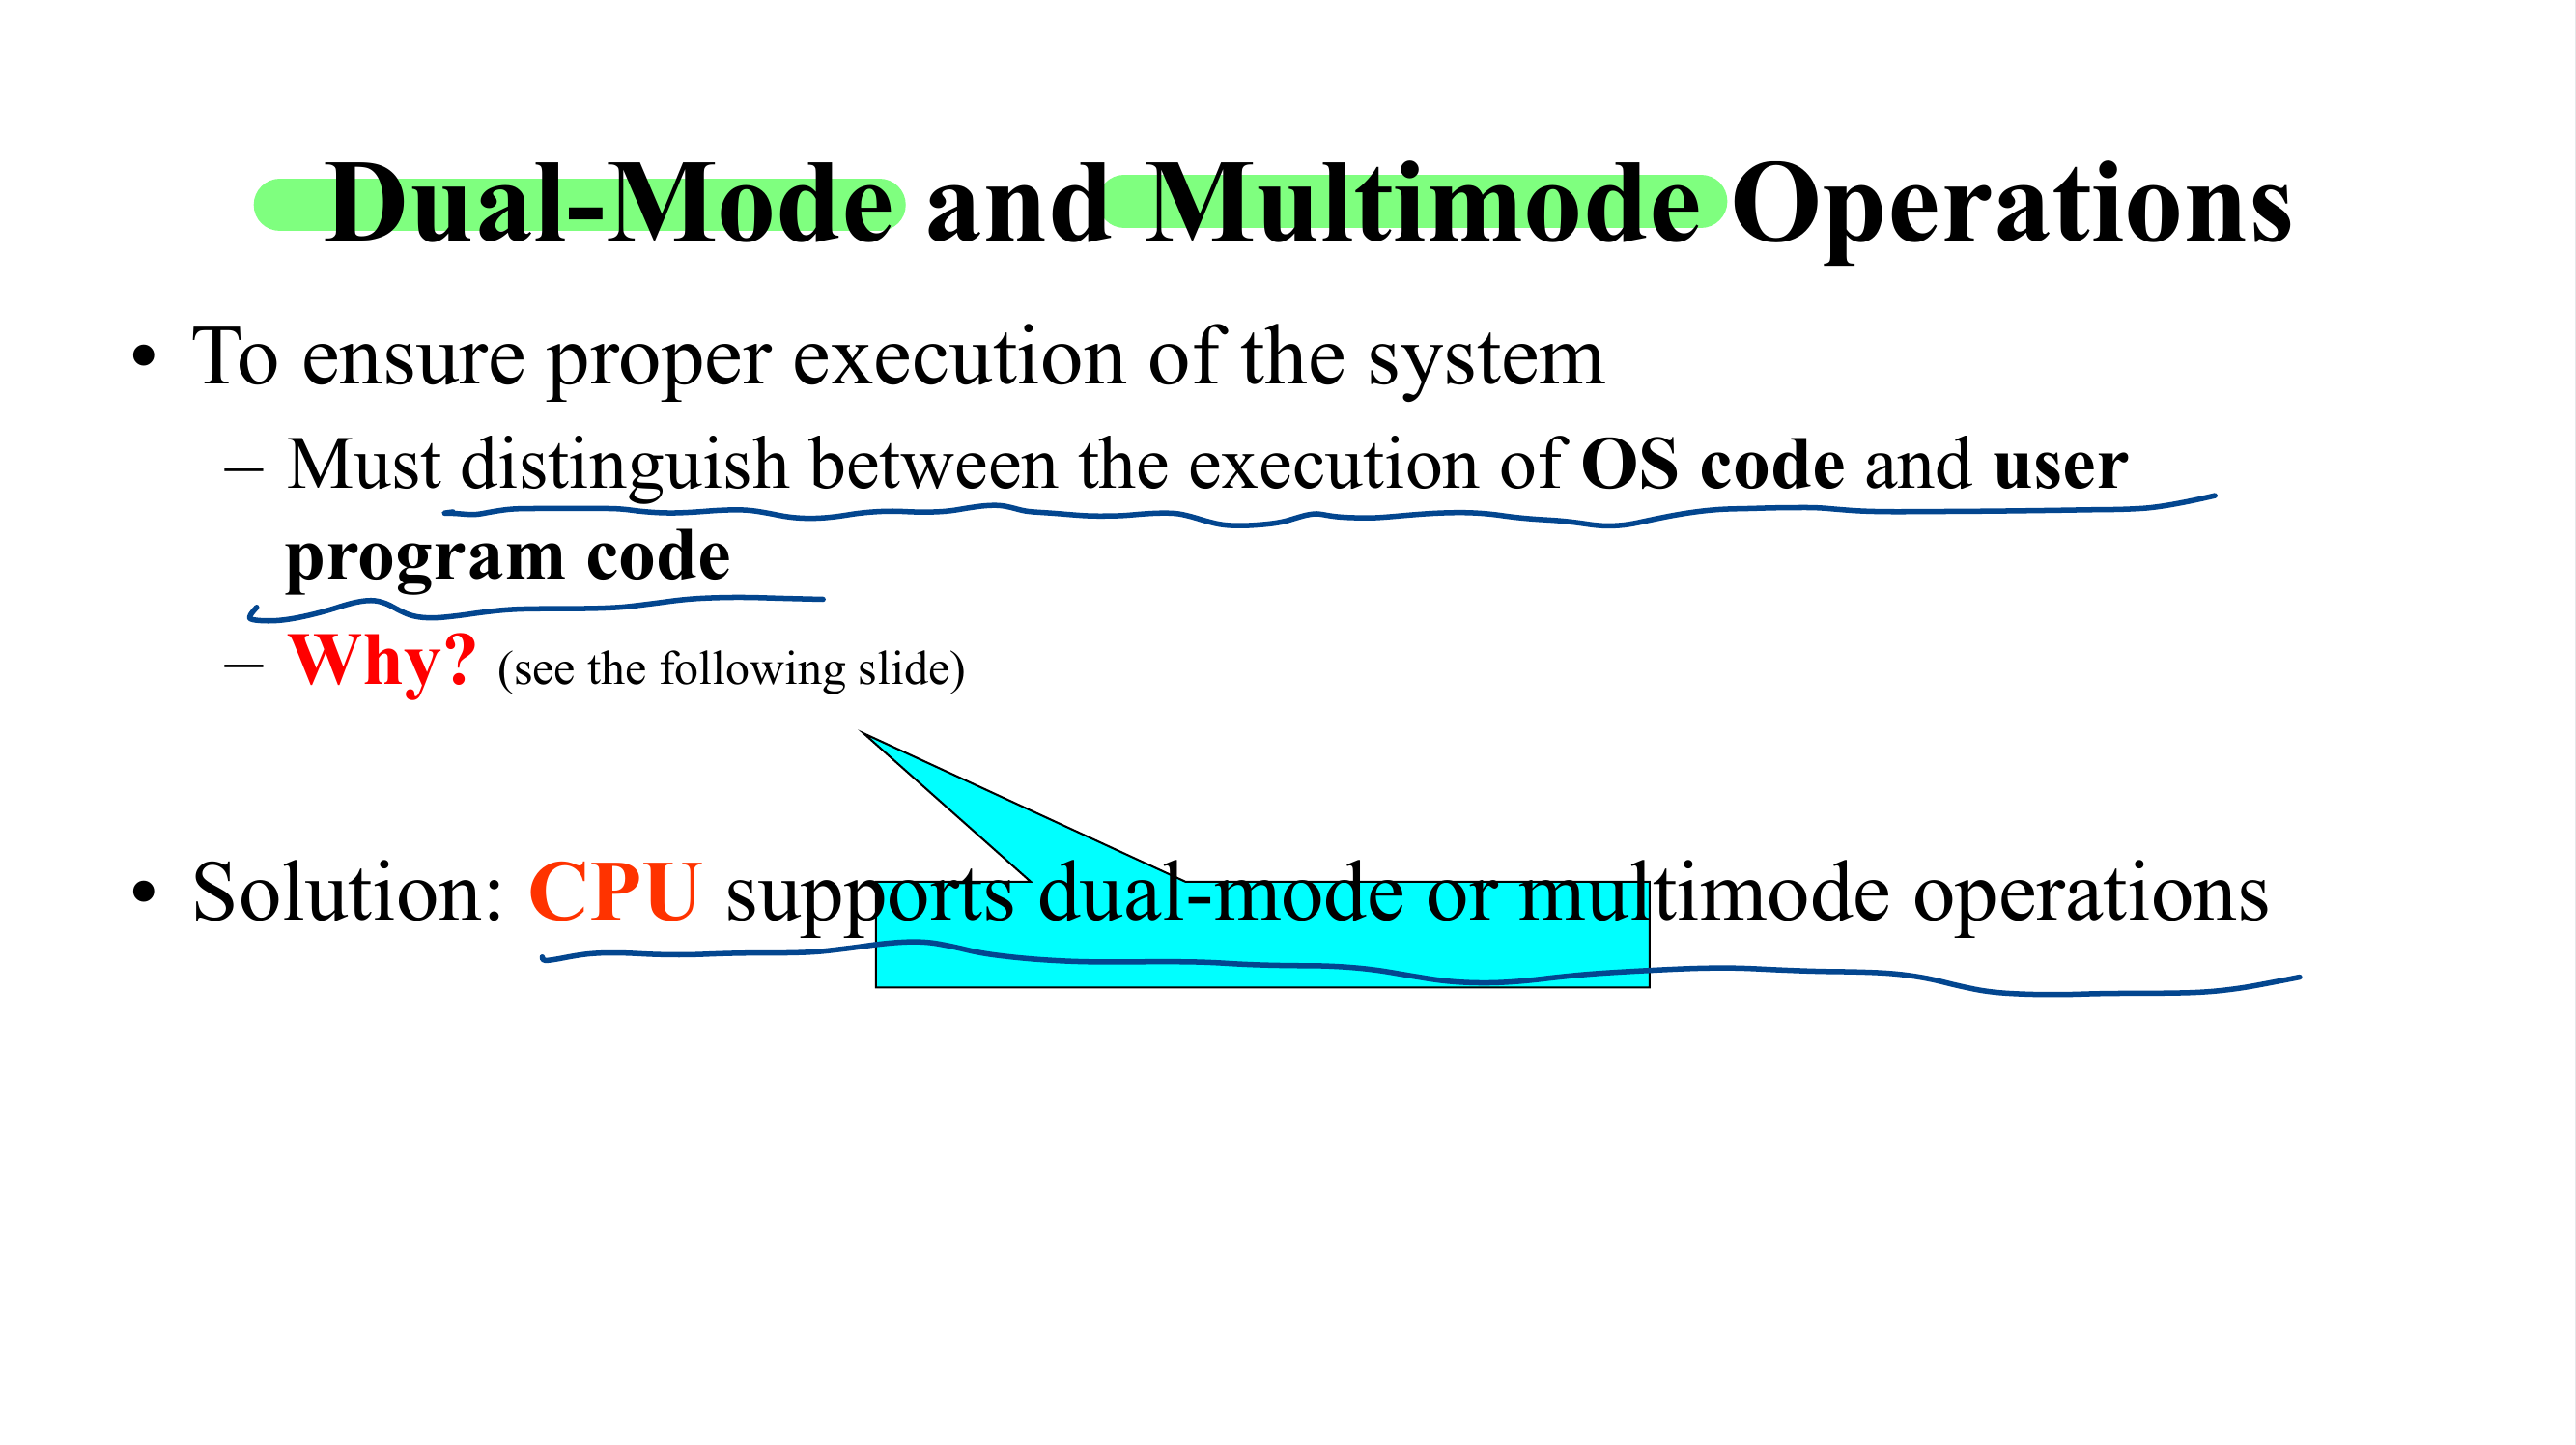 Dual-Mode and Multimode Operations
• To ensure proper execution of the system
– Must distinguish between the execution of OS code and user
program code
– Why? (see the following slide)
• Solution: CPU supports dual-mode or multimode operations